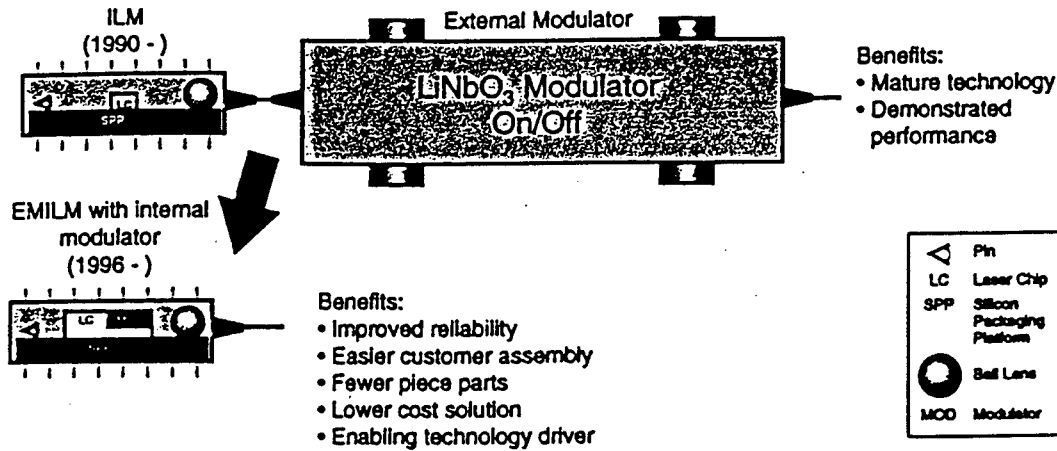 ILM
(1990 - )
External Modulator
LiNbO3 Modulator
On/Off
LC
SPP
Benefits:
• Mature technology
• Demonstrated
performance
EMILM with internal
modulator
(1996 - )
LC
Benefits:
• Improved reliability
• Easier customer assembly
• Fewer piece parts
• Lower cost solution
• Enabling technology driver
Pin
LC Laser Chip
SPP Silicon
Packaging
Platform
Ball Lens
MOD Modulator